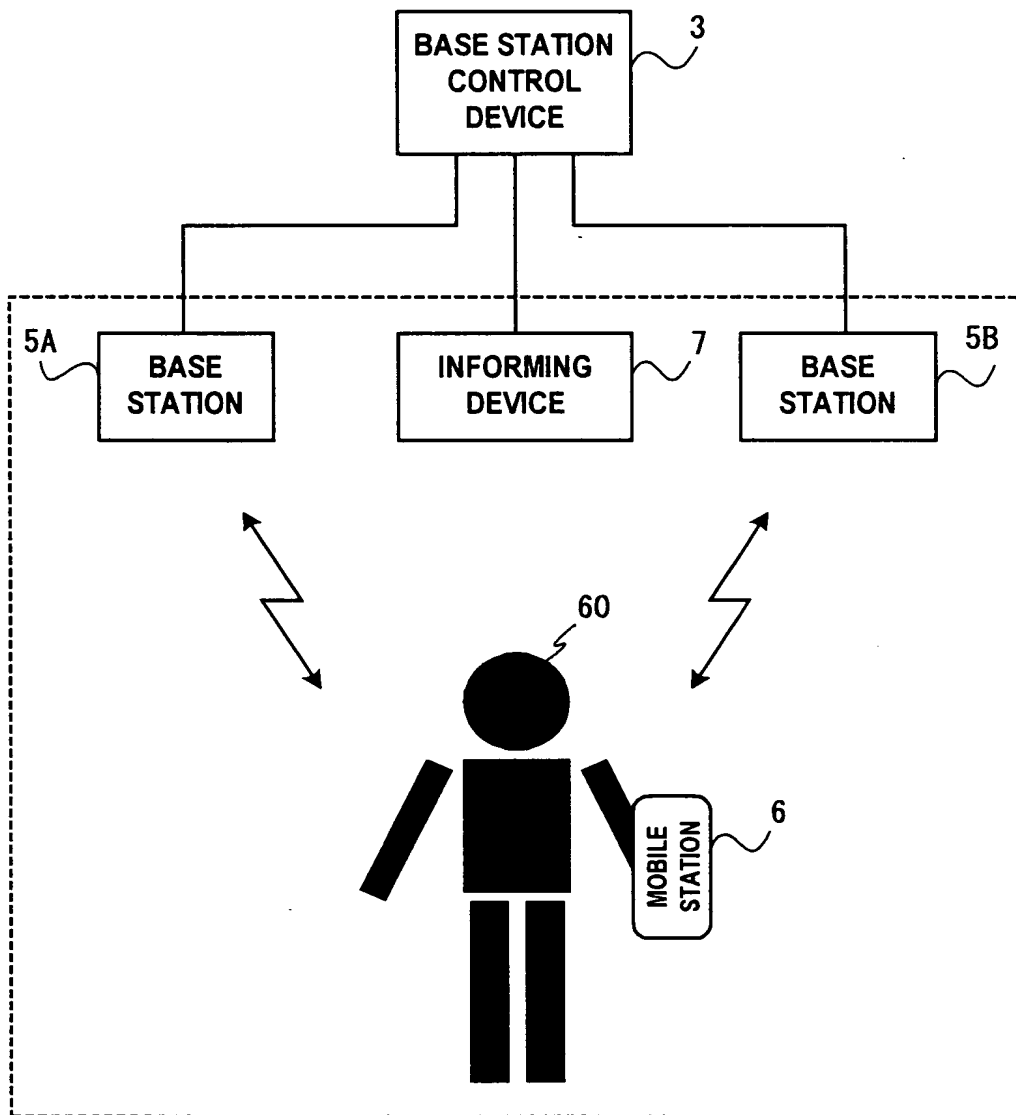 3
BASE STATION
CONTROL
DEVICE
5A
BASE
STATION
7
INFORMING
DEVICE
5B
BASE
STATION
60
6
MOBILE
STATION